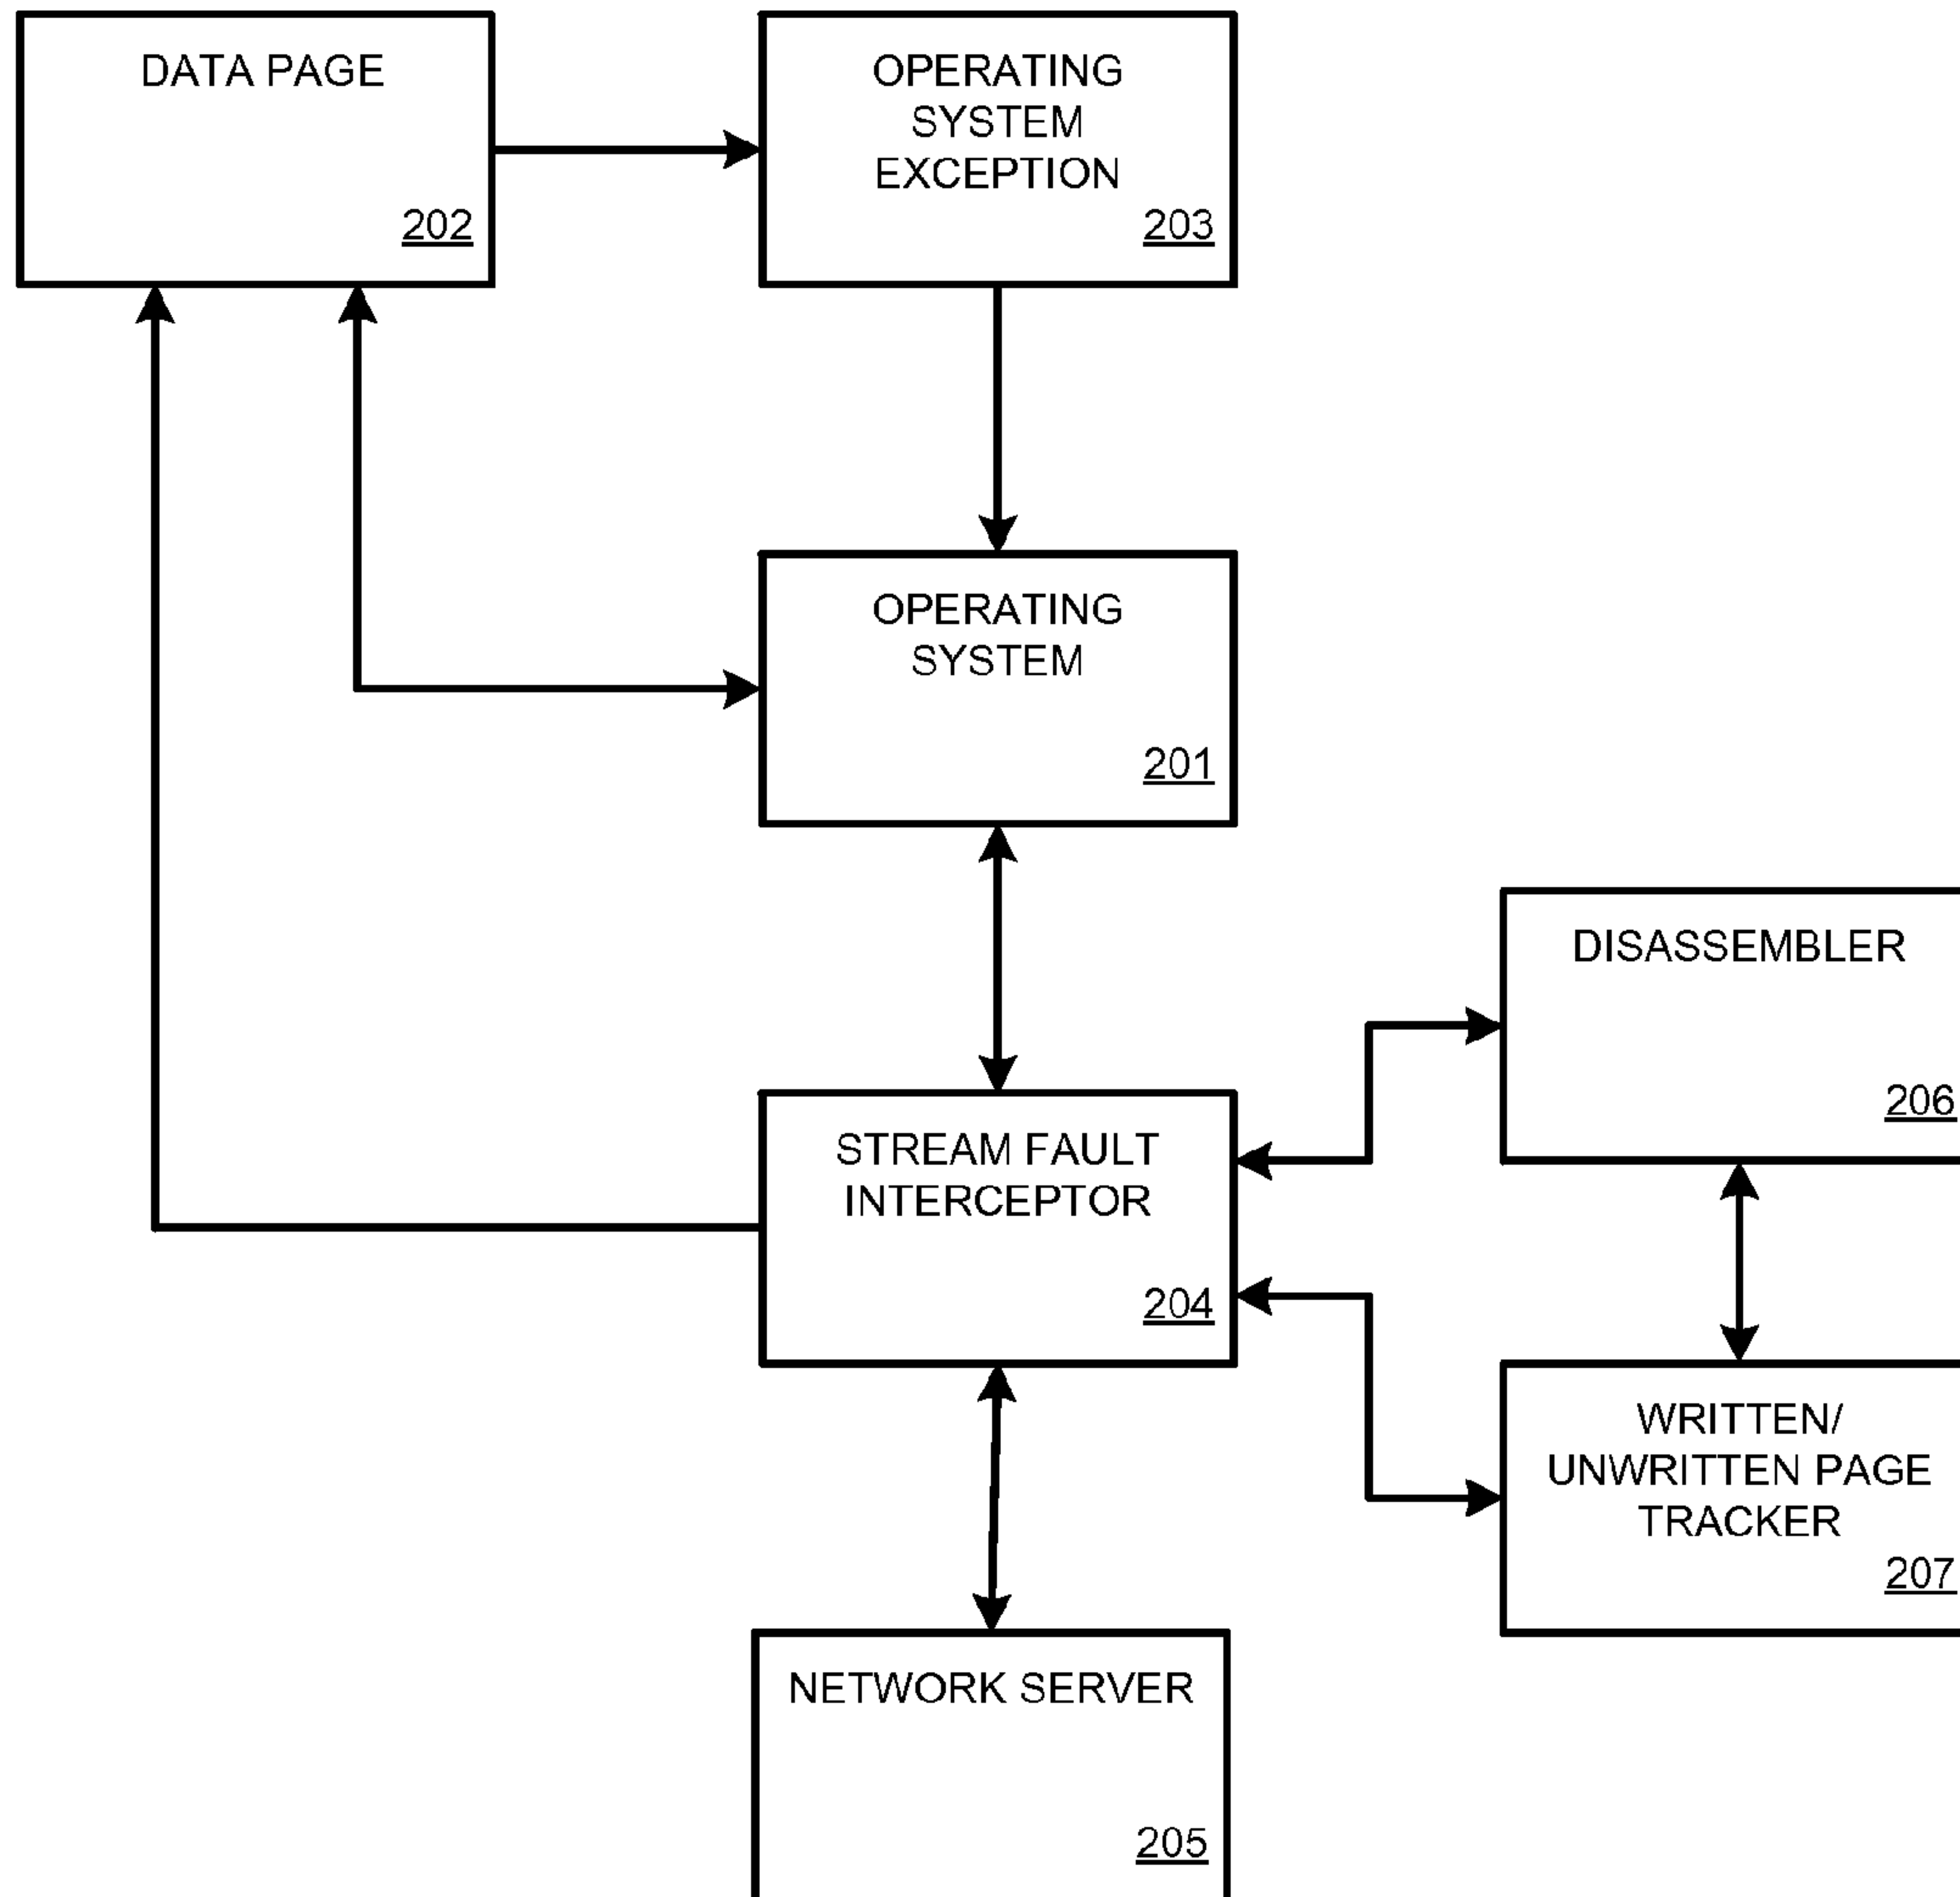 DATA PAGE
202
OPERATING
SYSTEM
EXCEPTION
203
OPERATING
SYSTEM
201
DISASSEMBLER
206
STREAM FAULT
INTERCEPTOR
204
WRITTEN/
UNWRITTEN PAGE
TRACKER
207
NETWORK SERVER
205